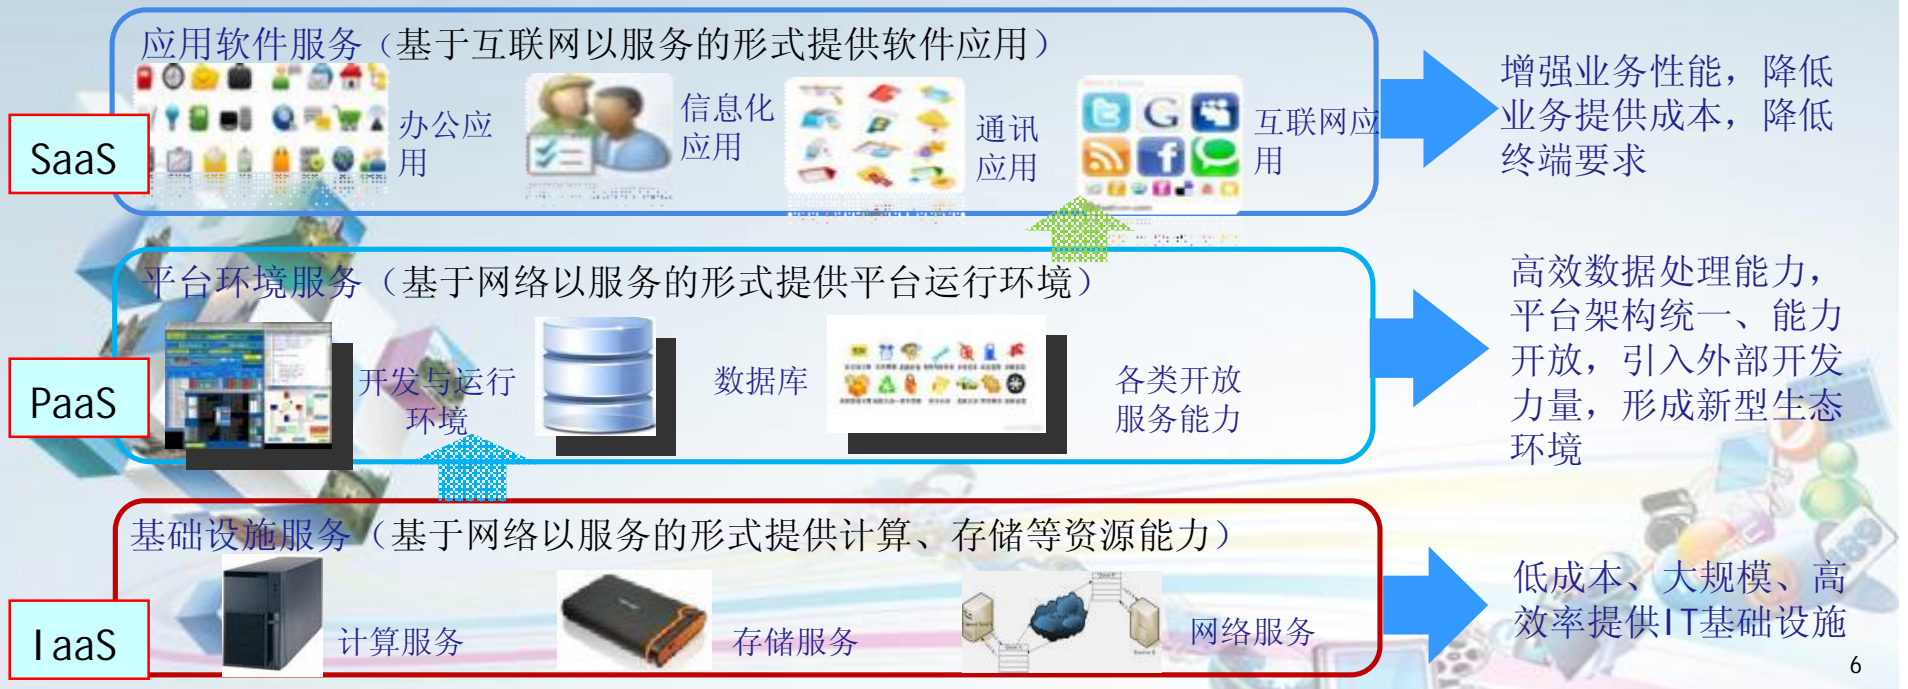 应用软件服务（基于互联网以服务的形式提供软件应用）
SaaS
办公应
用
信息化
应用
通讯
应用
互联网应
用
增强业务性能，降低
业务提供成本，降低
终端要求
平台环境服务（基于网络以服务的形式提供平台运行环境）
PaaS
开发与运行
环境
数据库
各类开放
服务能力
高效数据处理能力，
平台架构统一、能力
开放，引入外部开发
力量，形成新型生态
环境
基础设施服务（基于网络以服务的形式提供计算、存储等资源能力）
IaaS
计算服务
存储服务
网络服务
低成本、大规模、高
效率提供IT基础设施
6